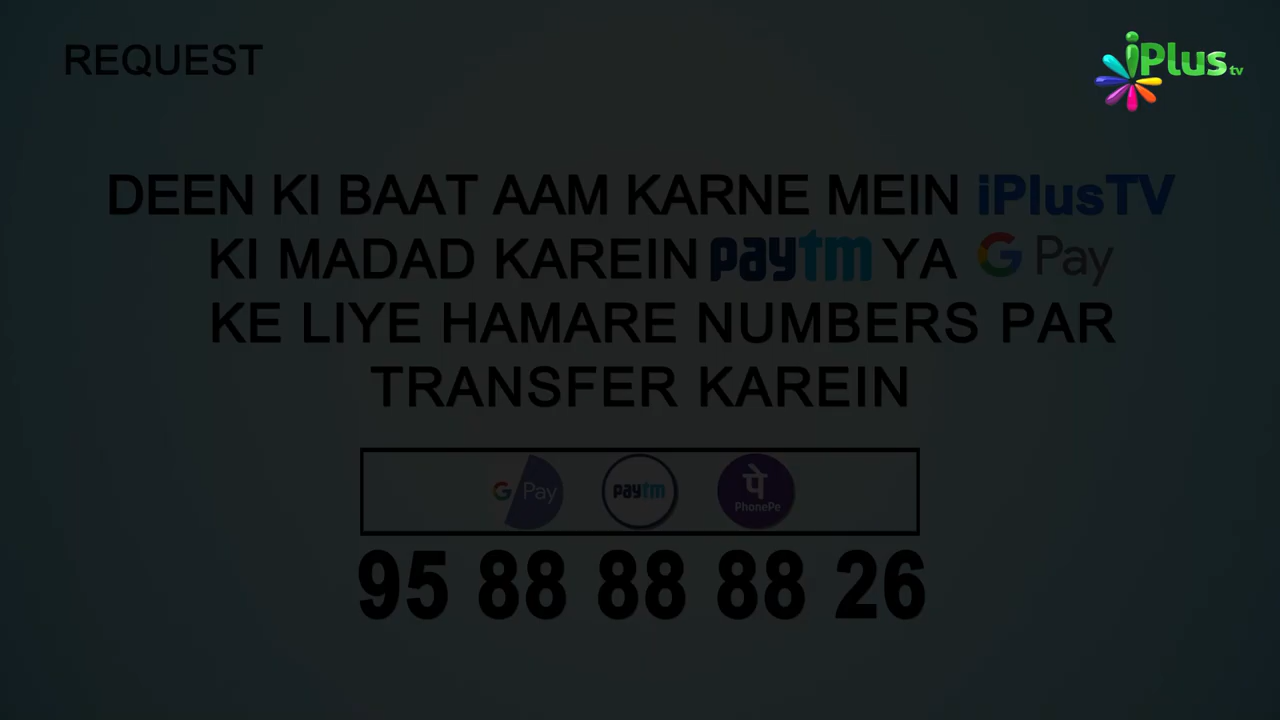 REQUEST
iPlus tv
DEEN KI BAAT AAM KARNE MEIN iPlusTV
KI MADAD KAREIN paytm YA G Pay
KE LIYE HAMARE NUMBERS PAR
TRANSFER KAREIN
G Pay paytm पे PhonePe
95 88 88 88 26